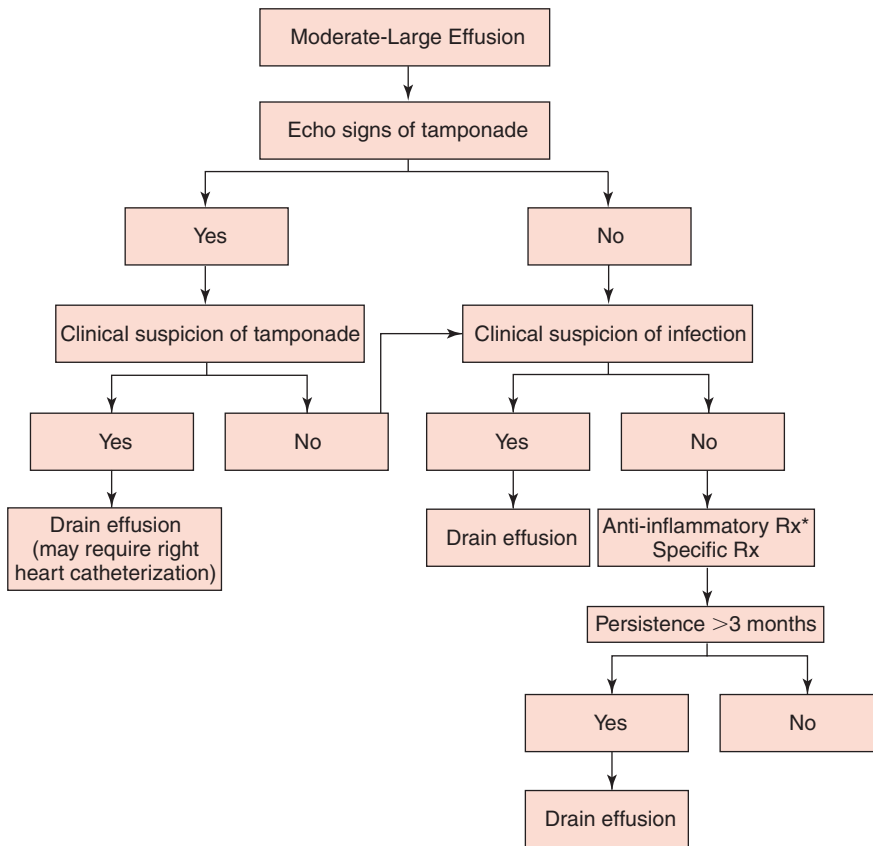 Moderate-Large Effusion
Echo signs of tamponade
Yes
No
Clinical suspicion of tamponade
Clinical suspicion of infection
Yes
No
Yes
No
Drain effusion
(may require right
heart catheterization)
Drain effusion
Anti-inflammatory Rx*
Specific Rx
Persistence >3 months
Yes
No
Drain effusion